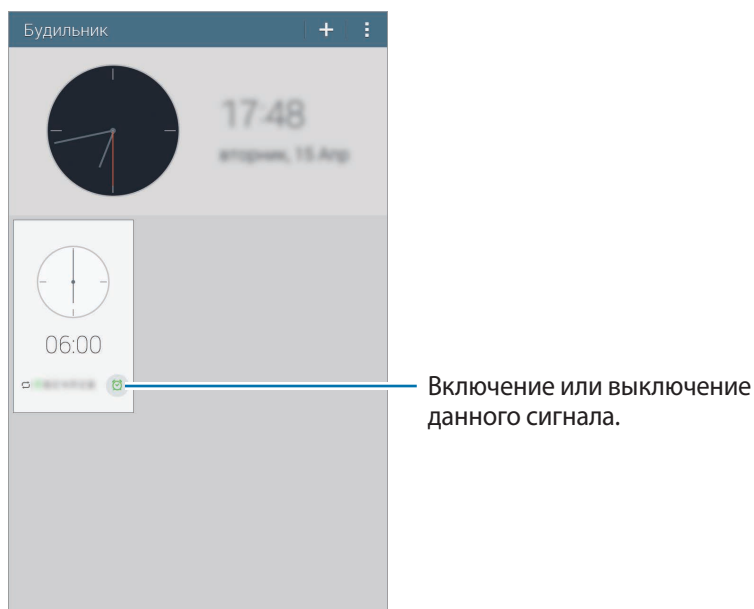 Будильник
17:48
вторник, 15 Апр
06:00
Включение или выключение
данного сигнала.